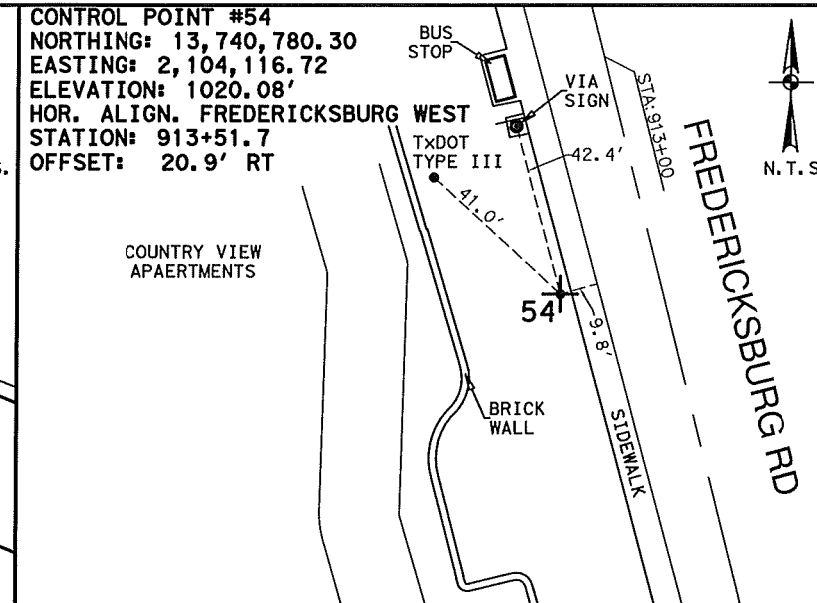 CONTROL POINT #54
NORTHING: 13,740,780.30
EASTING: 2,104,116.72
ELEVATION: 1020.08'
HOR. ALIGN. FREDERICKSBURG WEST
STATION: 913+51.7
OFFSET: 20.9' RT
BUS
STOP
VIA
SIGN
STA:913+00
N.T.S
S.
TxDOT
TYPE III
42.4'
41.0'
FREDERICKSBURG RD
COUNTRY VIEW
APAERTMENTS
54
9.8'
BRICK
WALL
SIDEWALK